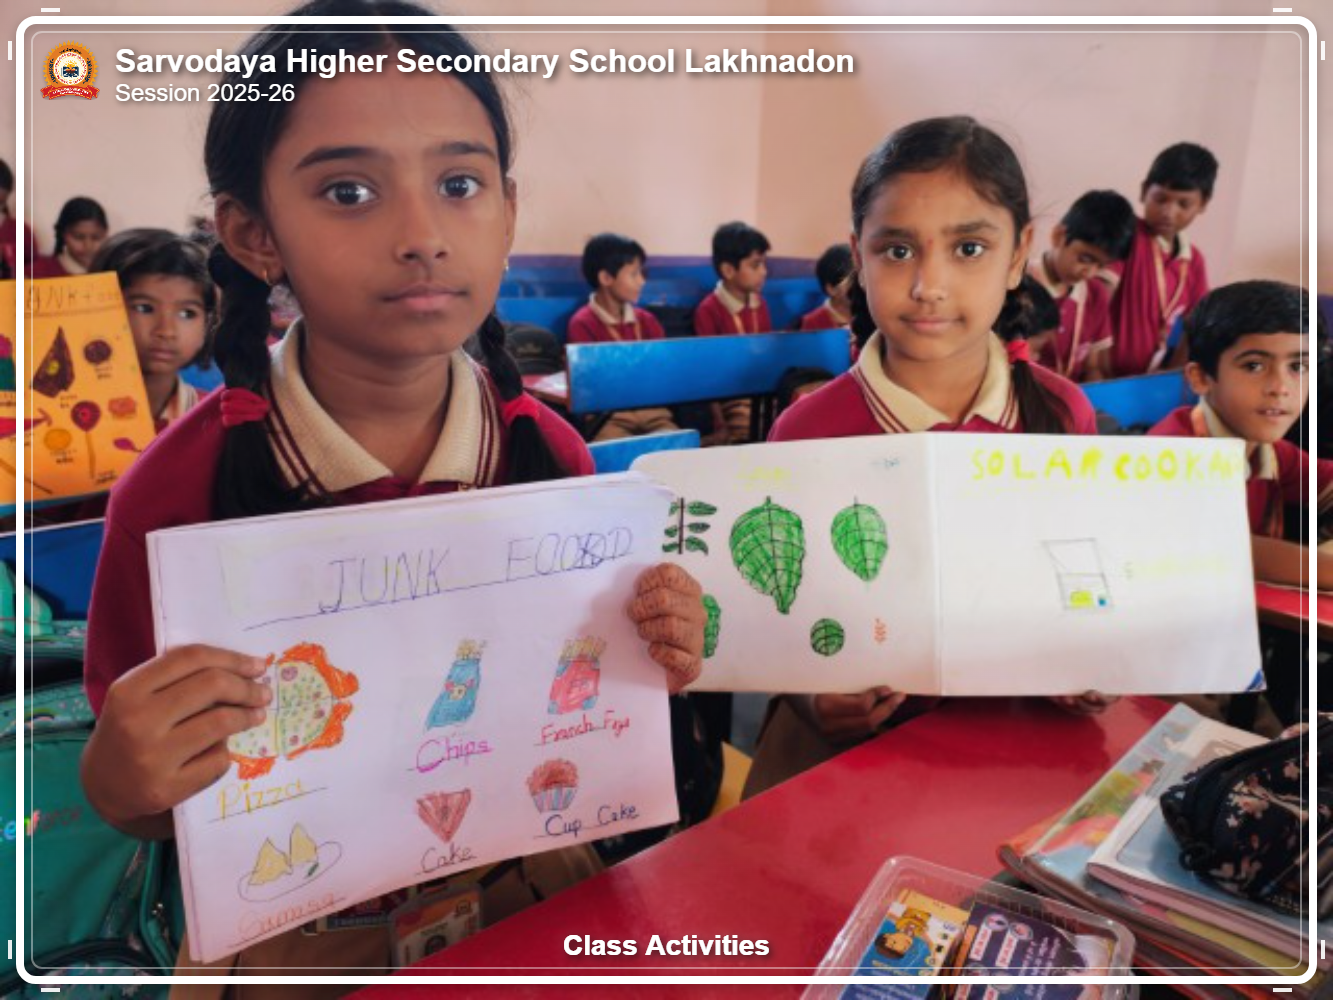 Sarvodaya Higher Secondary School Lakhnadon
Session 2025-26
JUNK FOOD
Pizza
Chips
French Frys
Cake
Cup Cake
SOLAR COOKAR
Class Activities